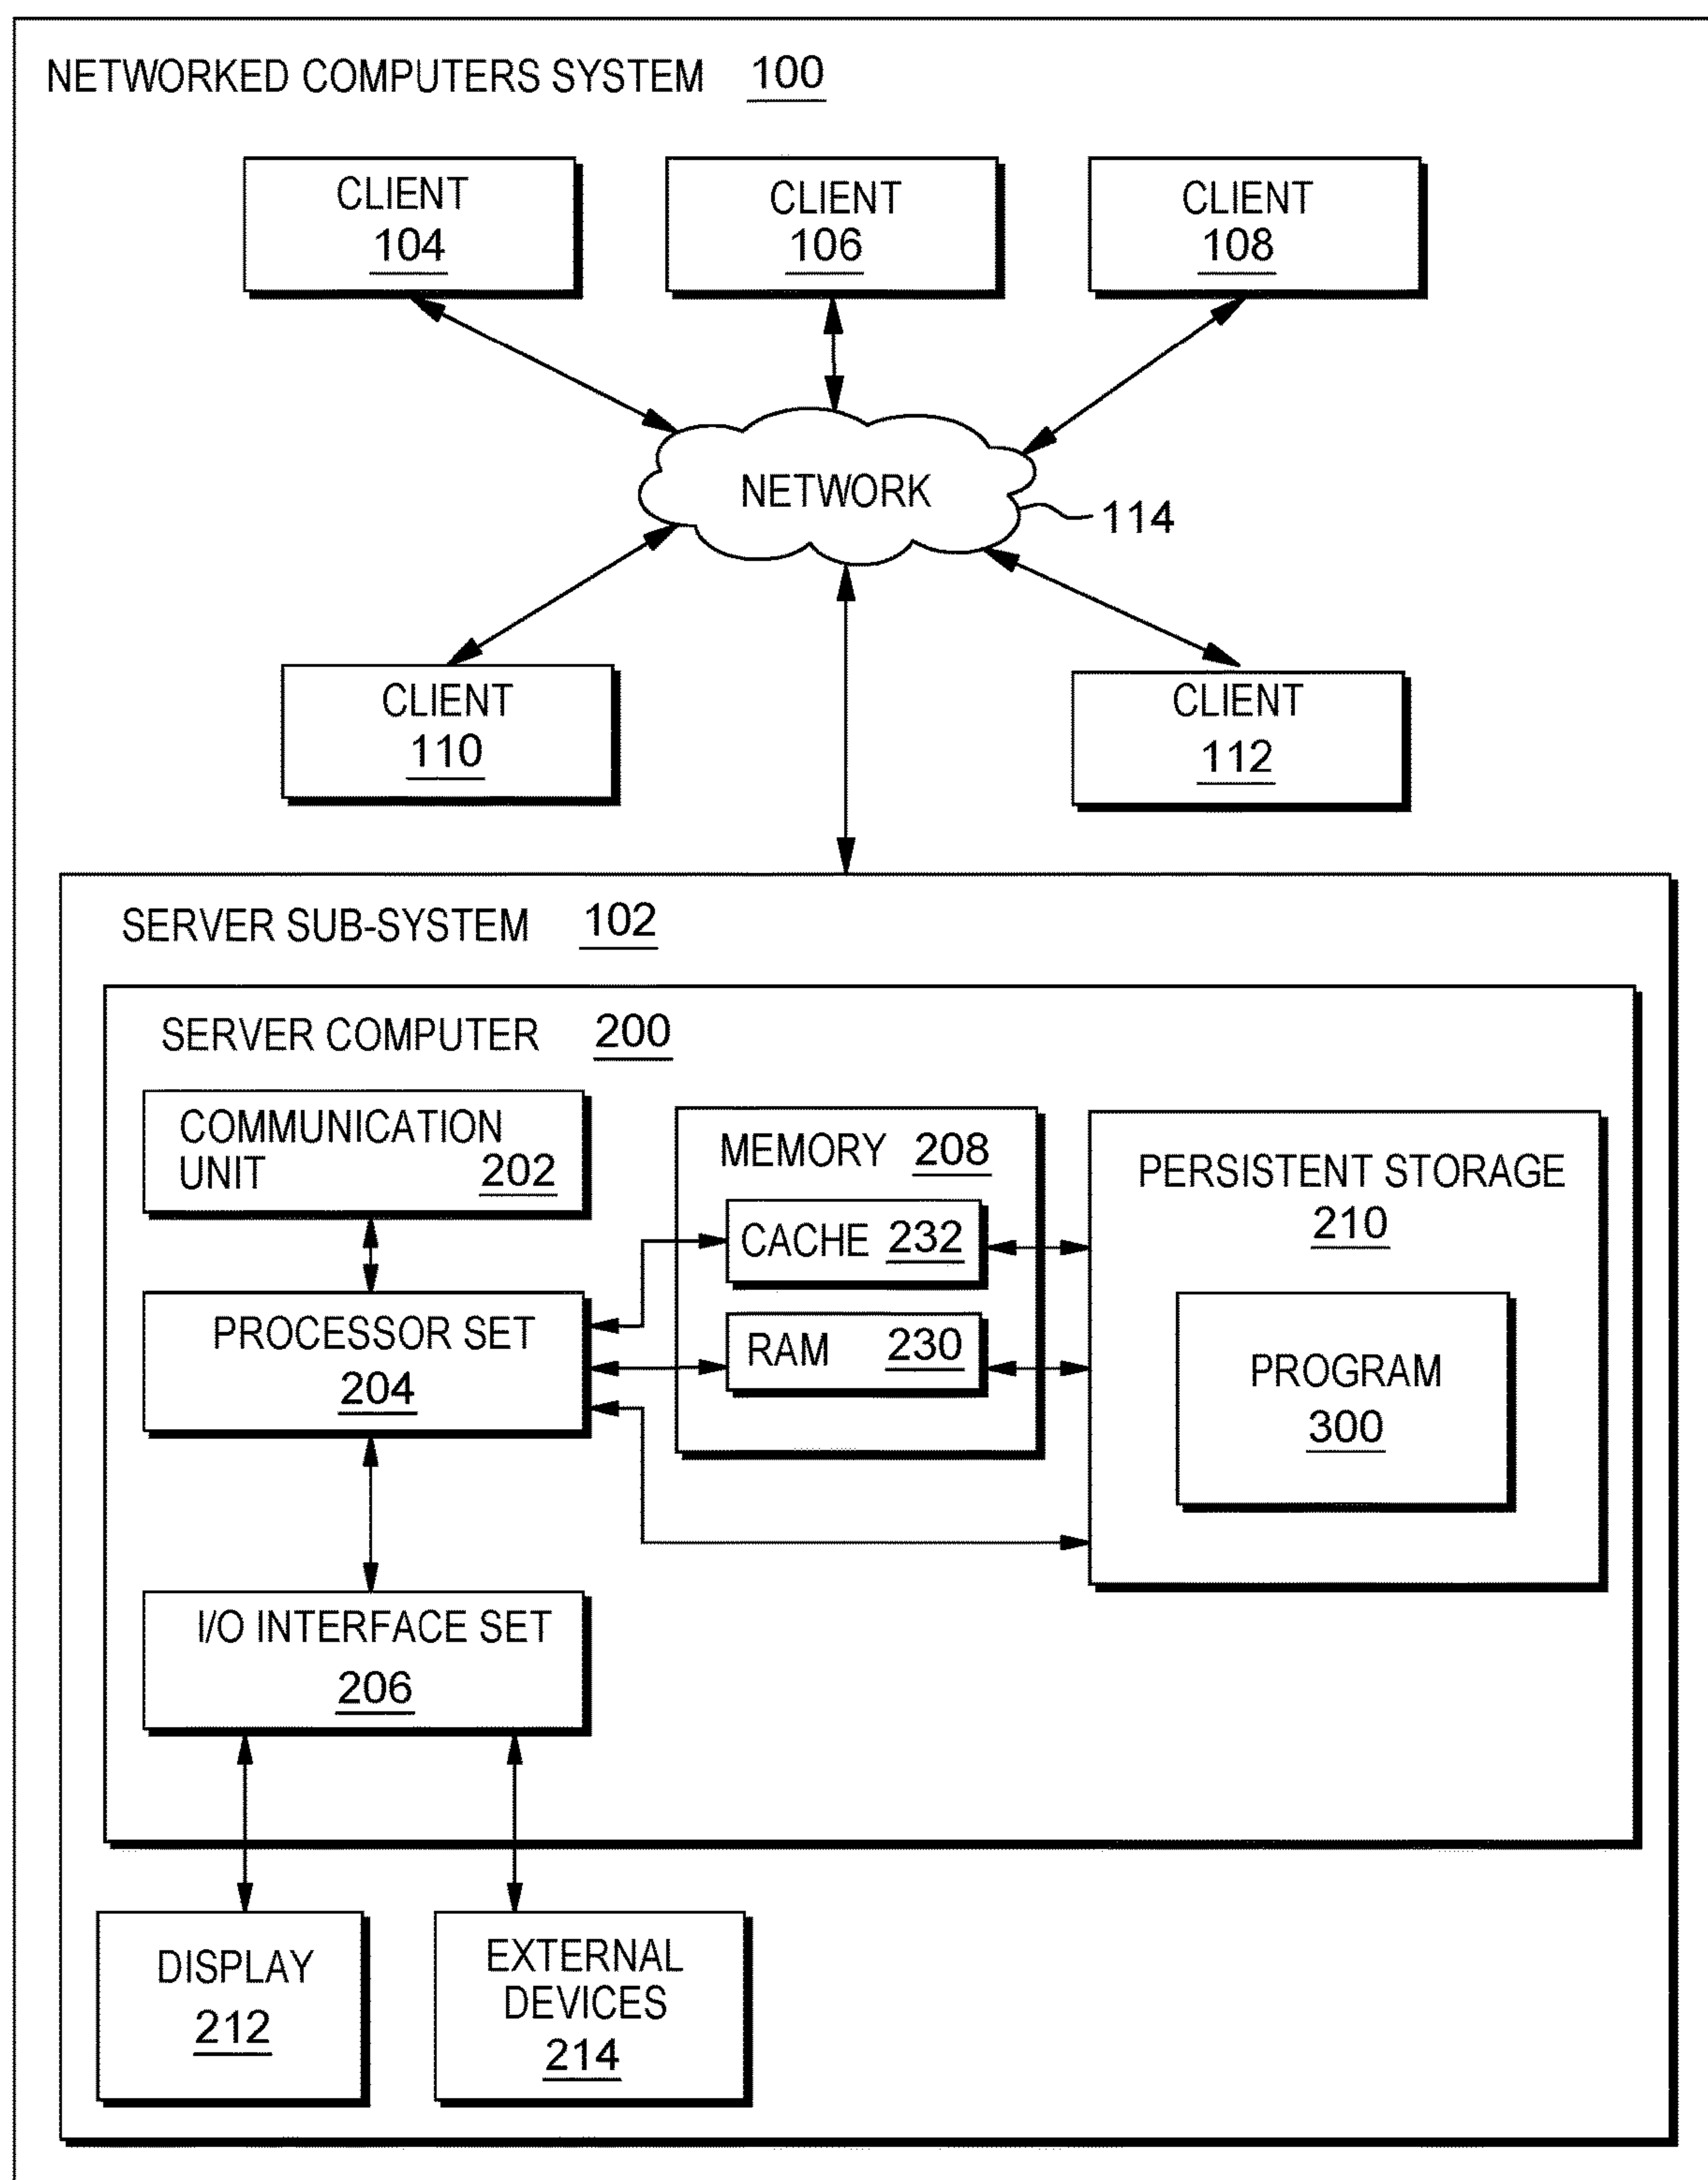 NETWORKED COMPUTERS SYSTEM 100
CLIENT
104
CLIENT
106
CLIENT
108
NETWORK
114
CLIENT
110
CLIENT
112
SERVER SUB-SYSTEM 102
SERVER COMPUTER 200
COMMUNICATION
UNIT 202
MEMORY 208
CACHE 232
RAM 230
PERSISTENT STORAGE
210
PROGRAM
300
PROCESSOR SET
204
I/O INTERFACE SET
206
DISPLAY
212
EXTERNAL
DEVICES
214